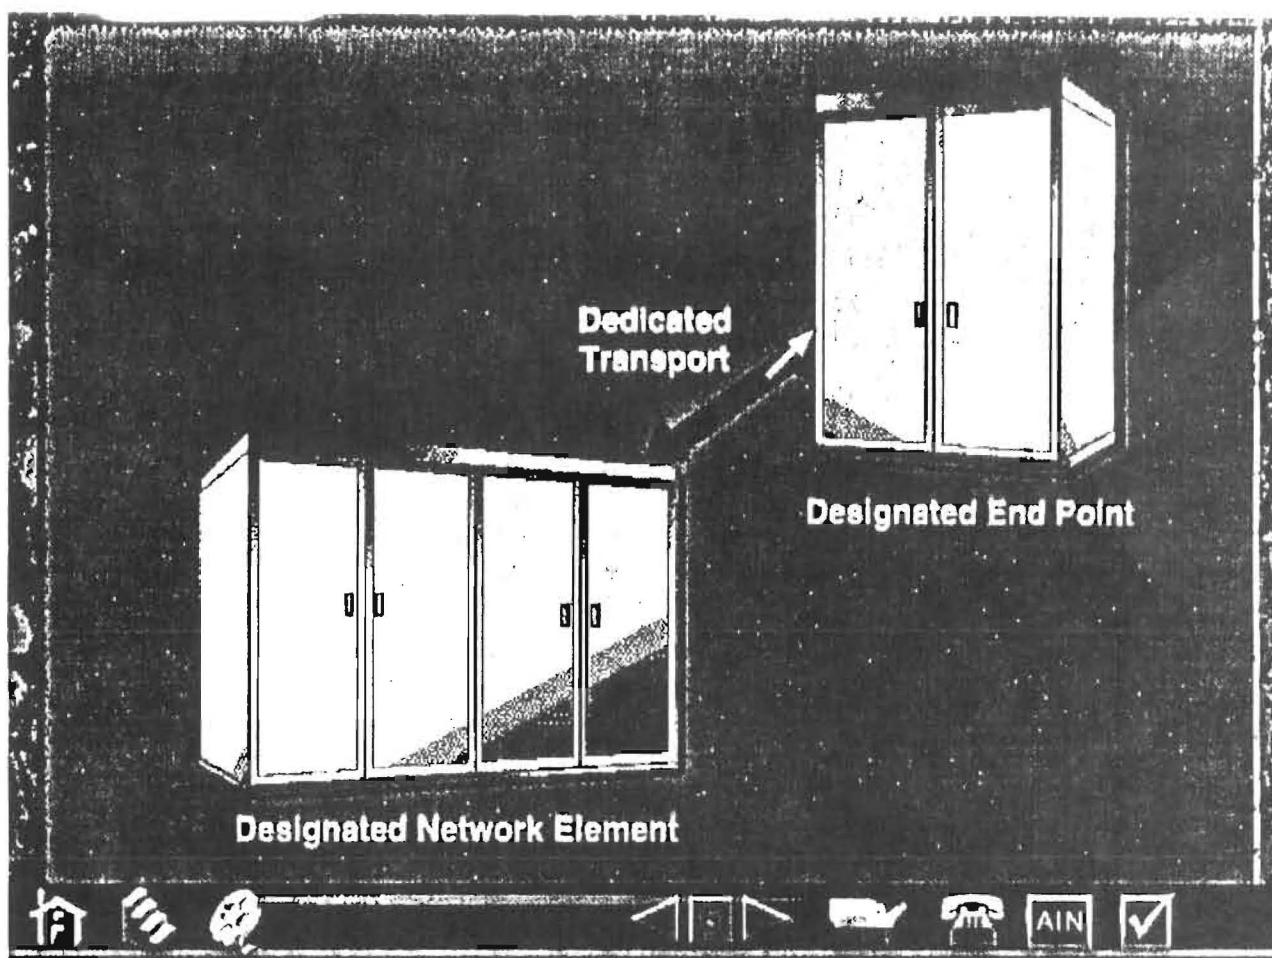 Dedicated
Transport
Designated End Point
Designated Network Element
AIN